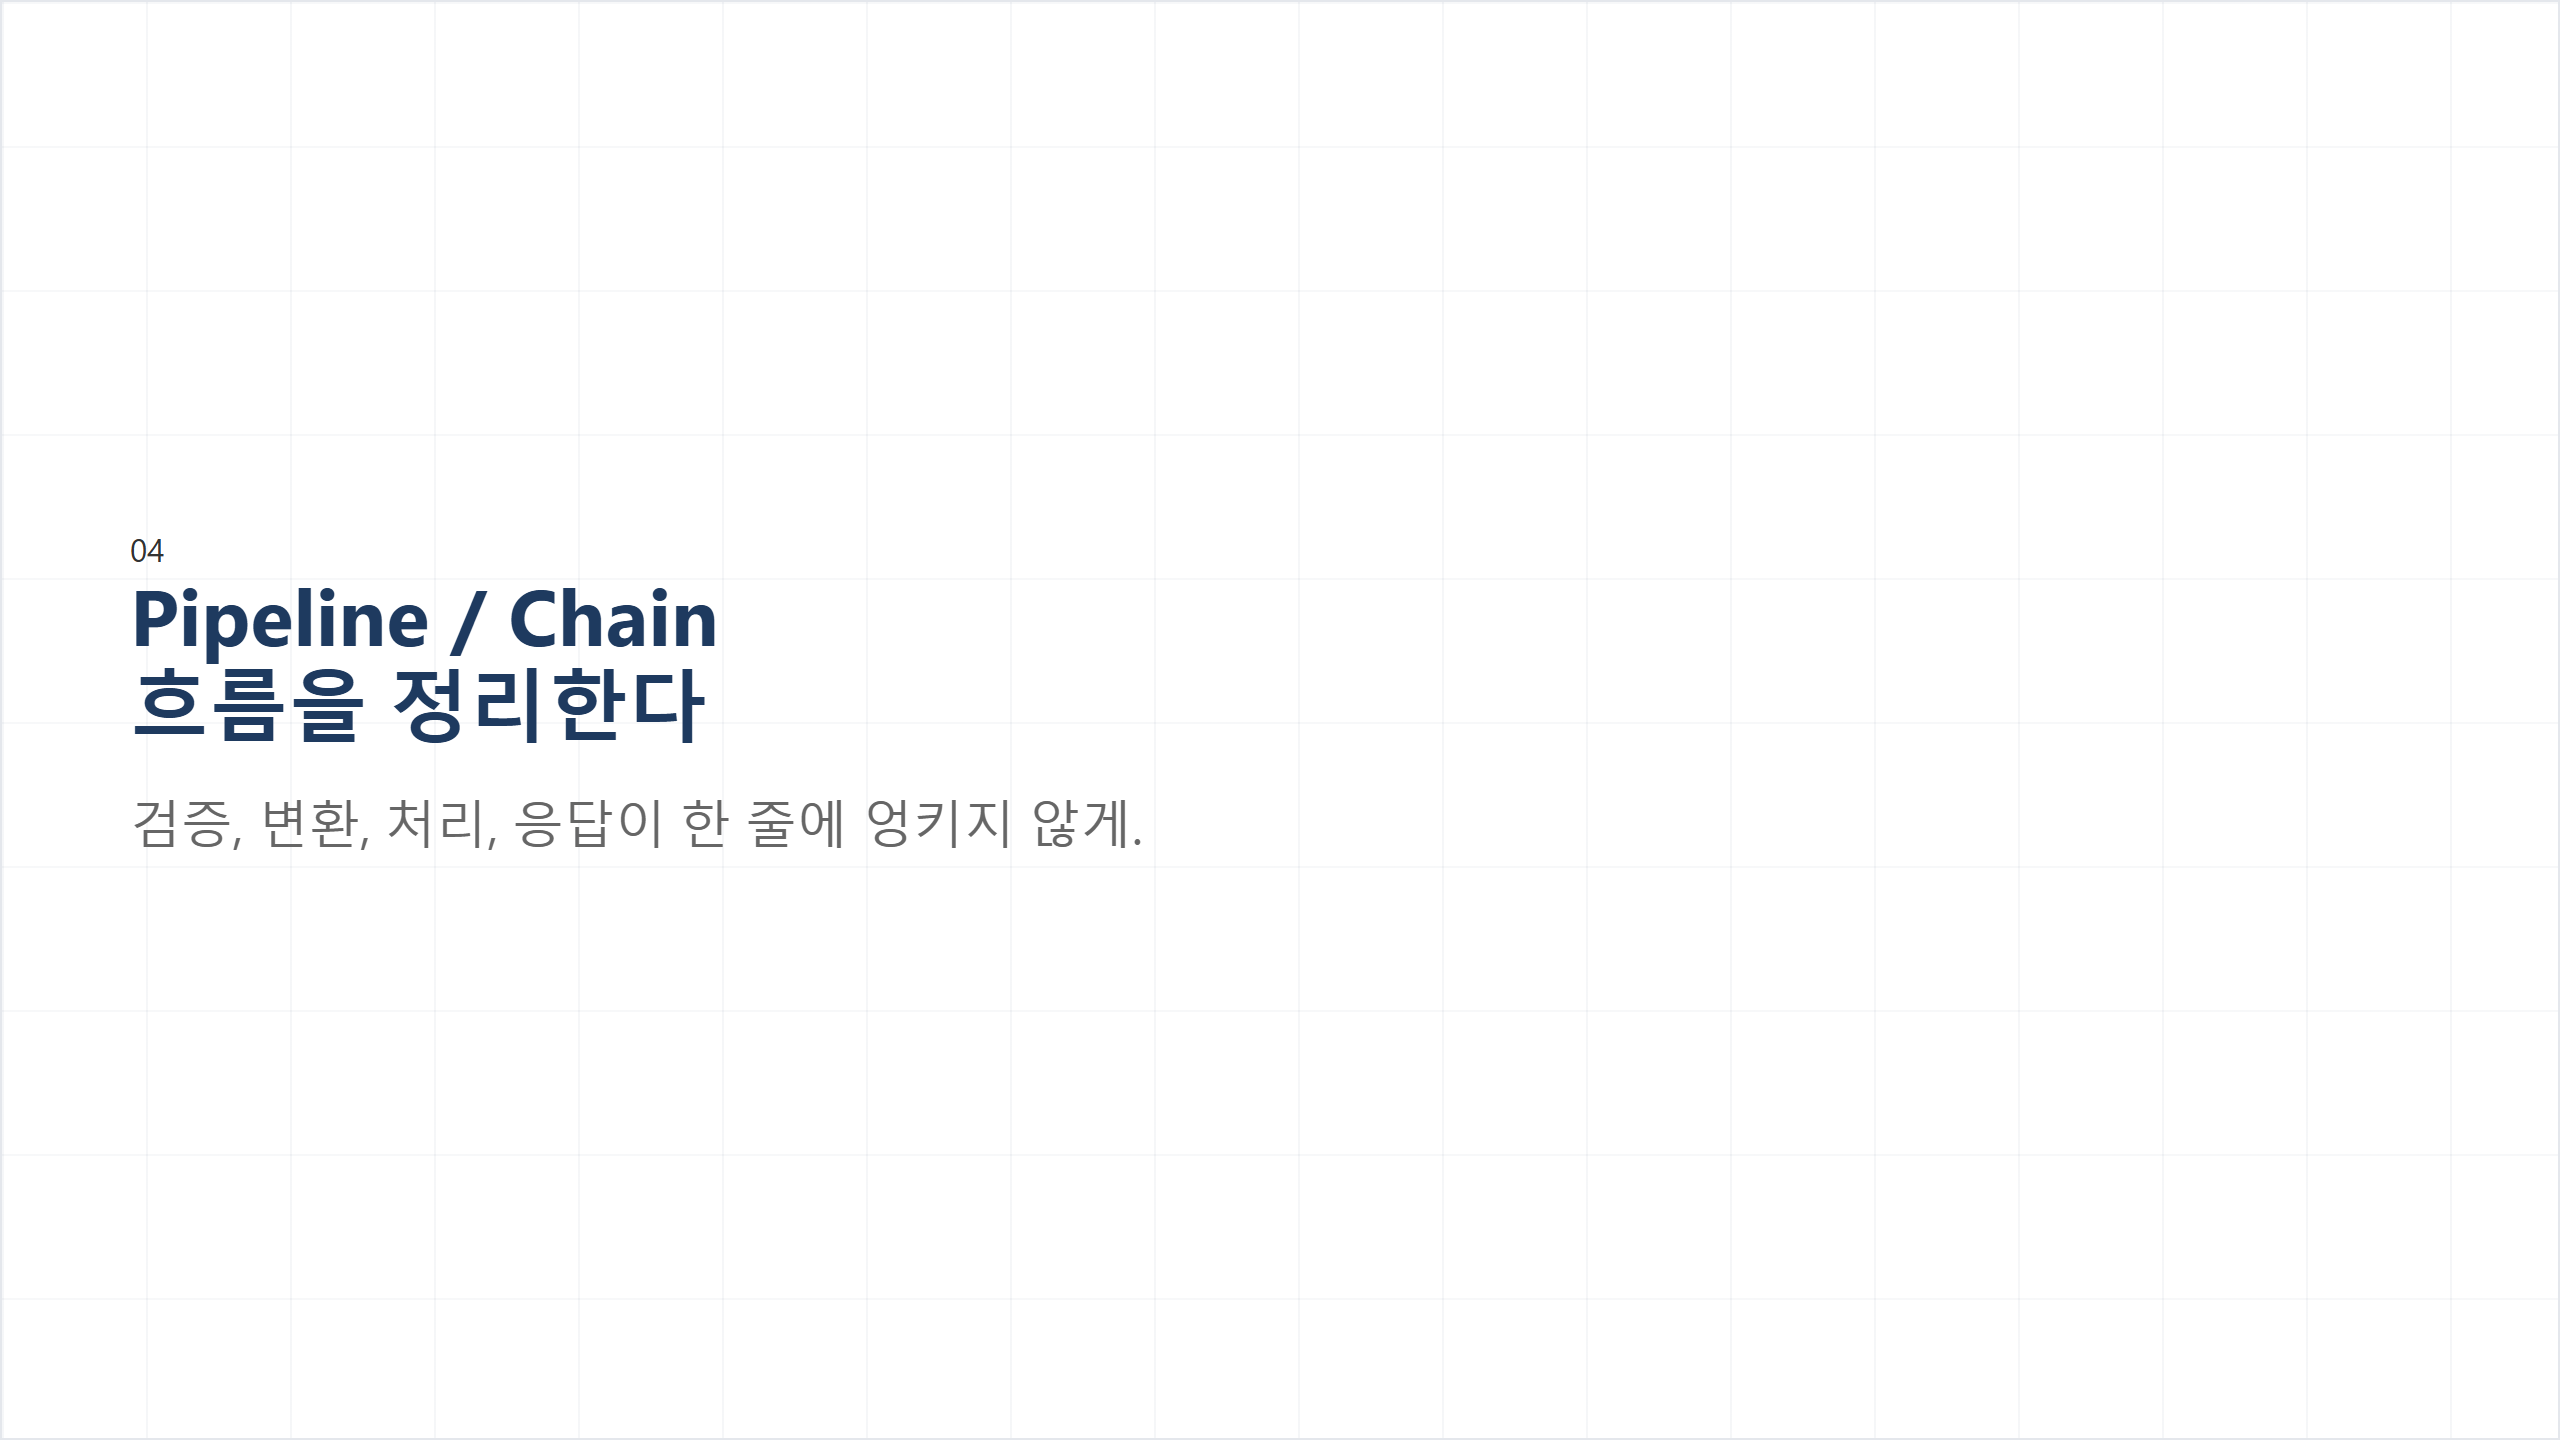 04
Pipeline / Chain
흐름을 정리한다
검증, 변환, 처리, 응답이 한 줄에 엉키지 않게.